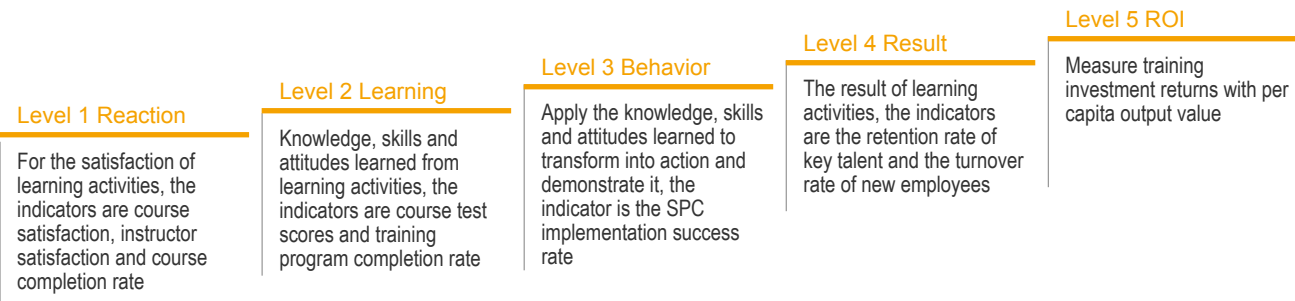 Level 1 Reaction
For the satisfaction of
learning activities, the
indicators are course
satisfaction, instructor
satisfaction and course
completion rate
Level 2 Learning
Knowledge, skills and
attitudes learned from
learning activities, the
indicators are course test
scores and training
program completion rate
Level 3 Behavior
Apply the knowledge, skills
and attitudes learned to
transform into action and
demonstrate it, the
indicator is the SPC
implementation success
rate
Level 4 Result
The result of learning
activities, the indicators
are the retention rate of
key talent and the turnover
rate of new employees
Level 5 ROI
Measure training
investment returns with per
capita output value